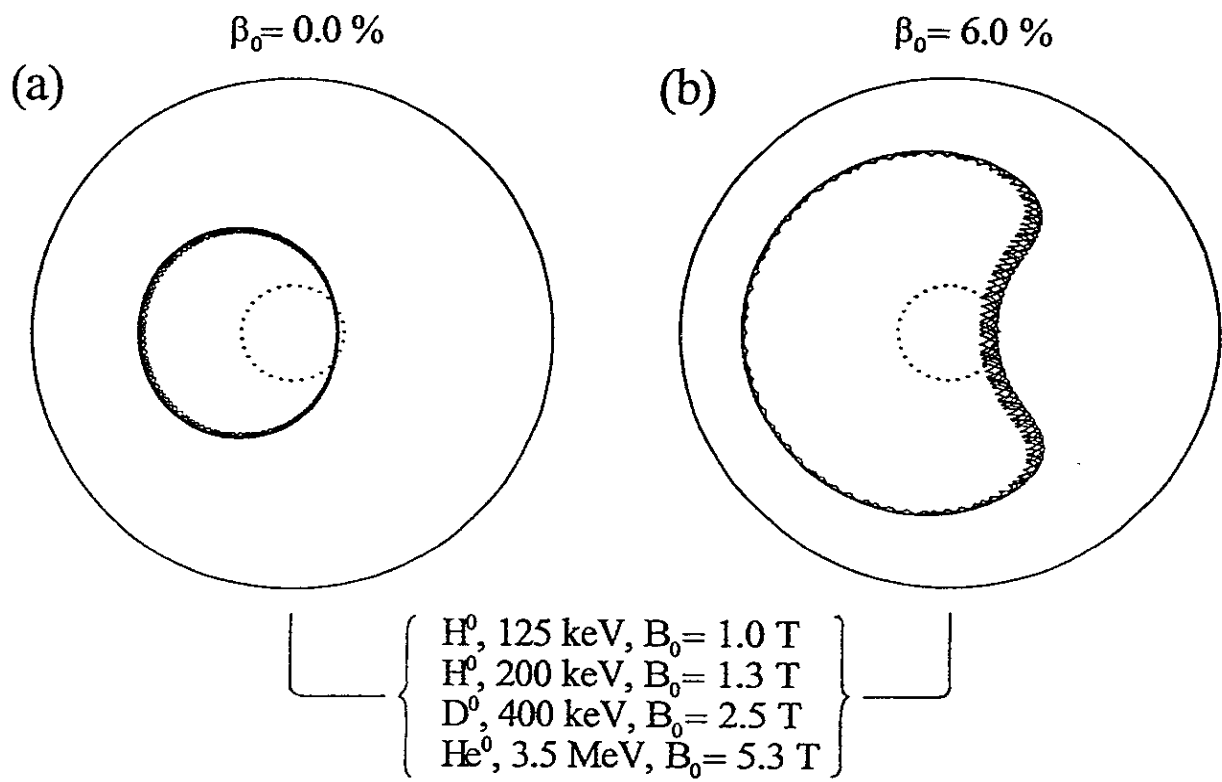 β₀= 0.0 %
β₀= 6.0 %
(a)
(b)
H⁰, 125 keV, B₀= 1.0 T
H⁰, 200 keV, B₀= 1.3 T
D⁰, 400 keV, B₀= 2.5 T
He⁰, 3.5 MeV, B₀= 5.3 T